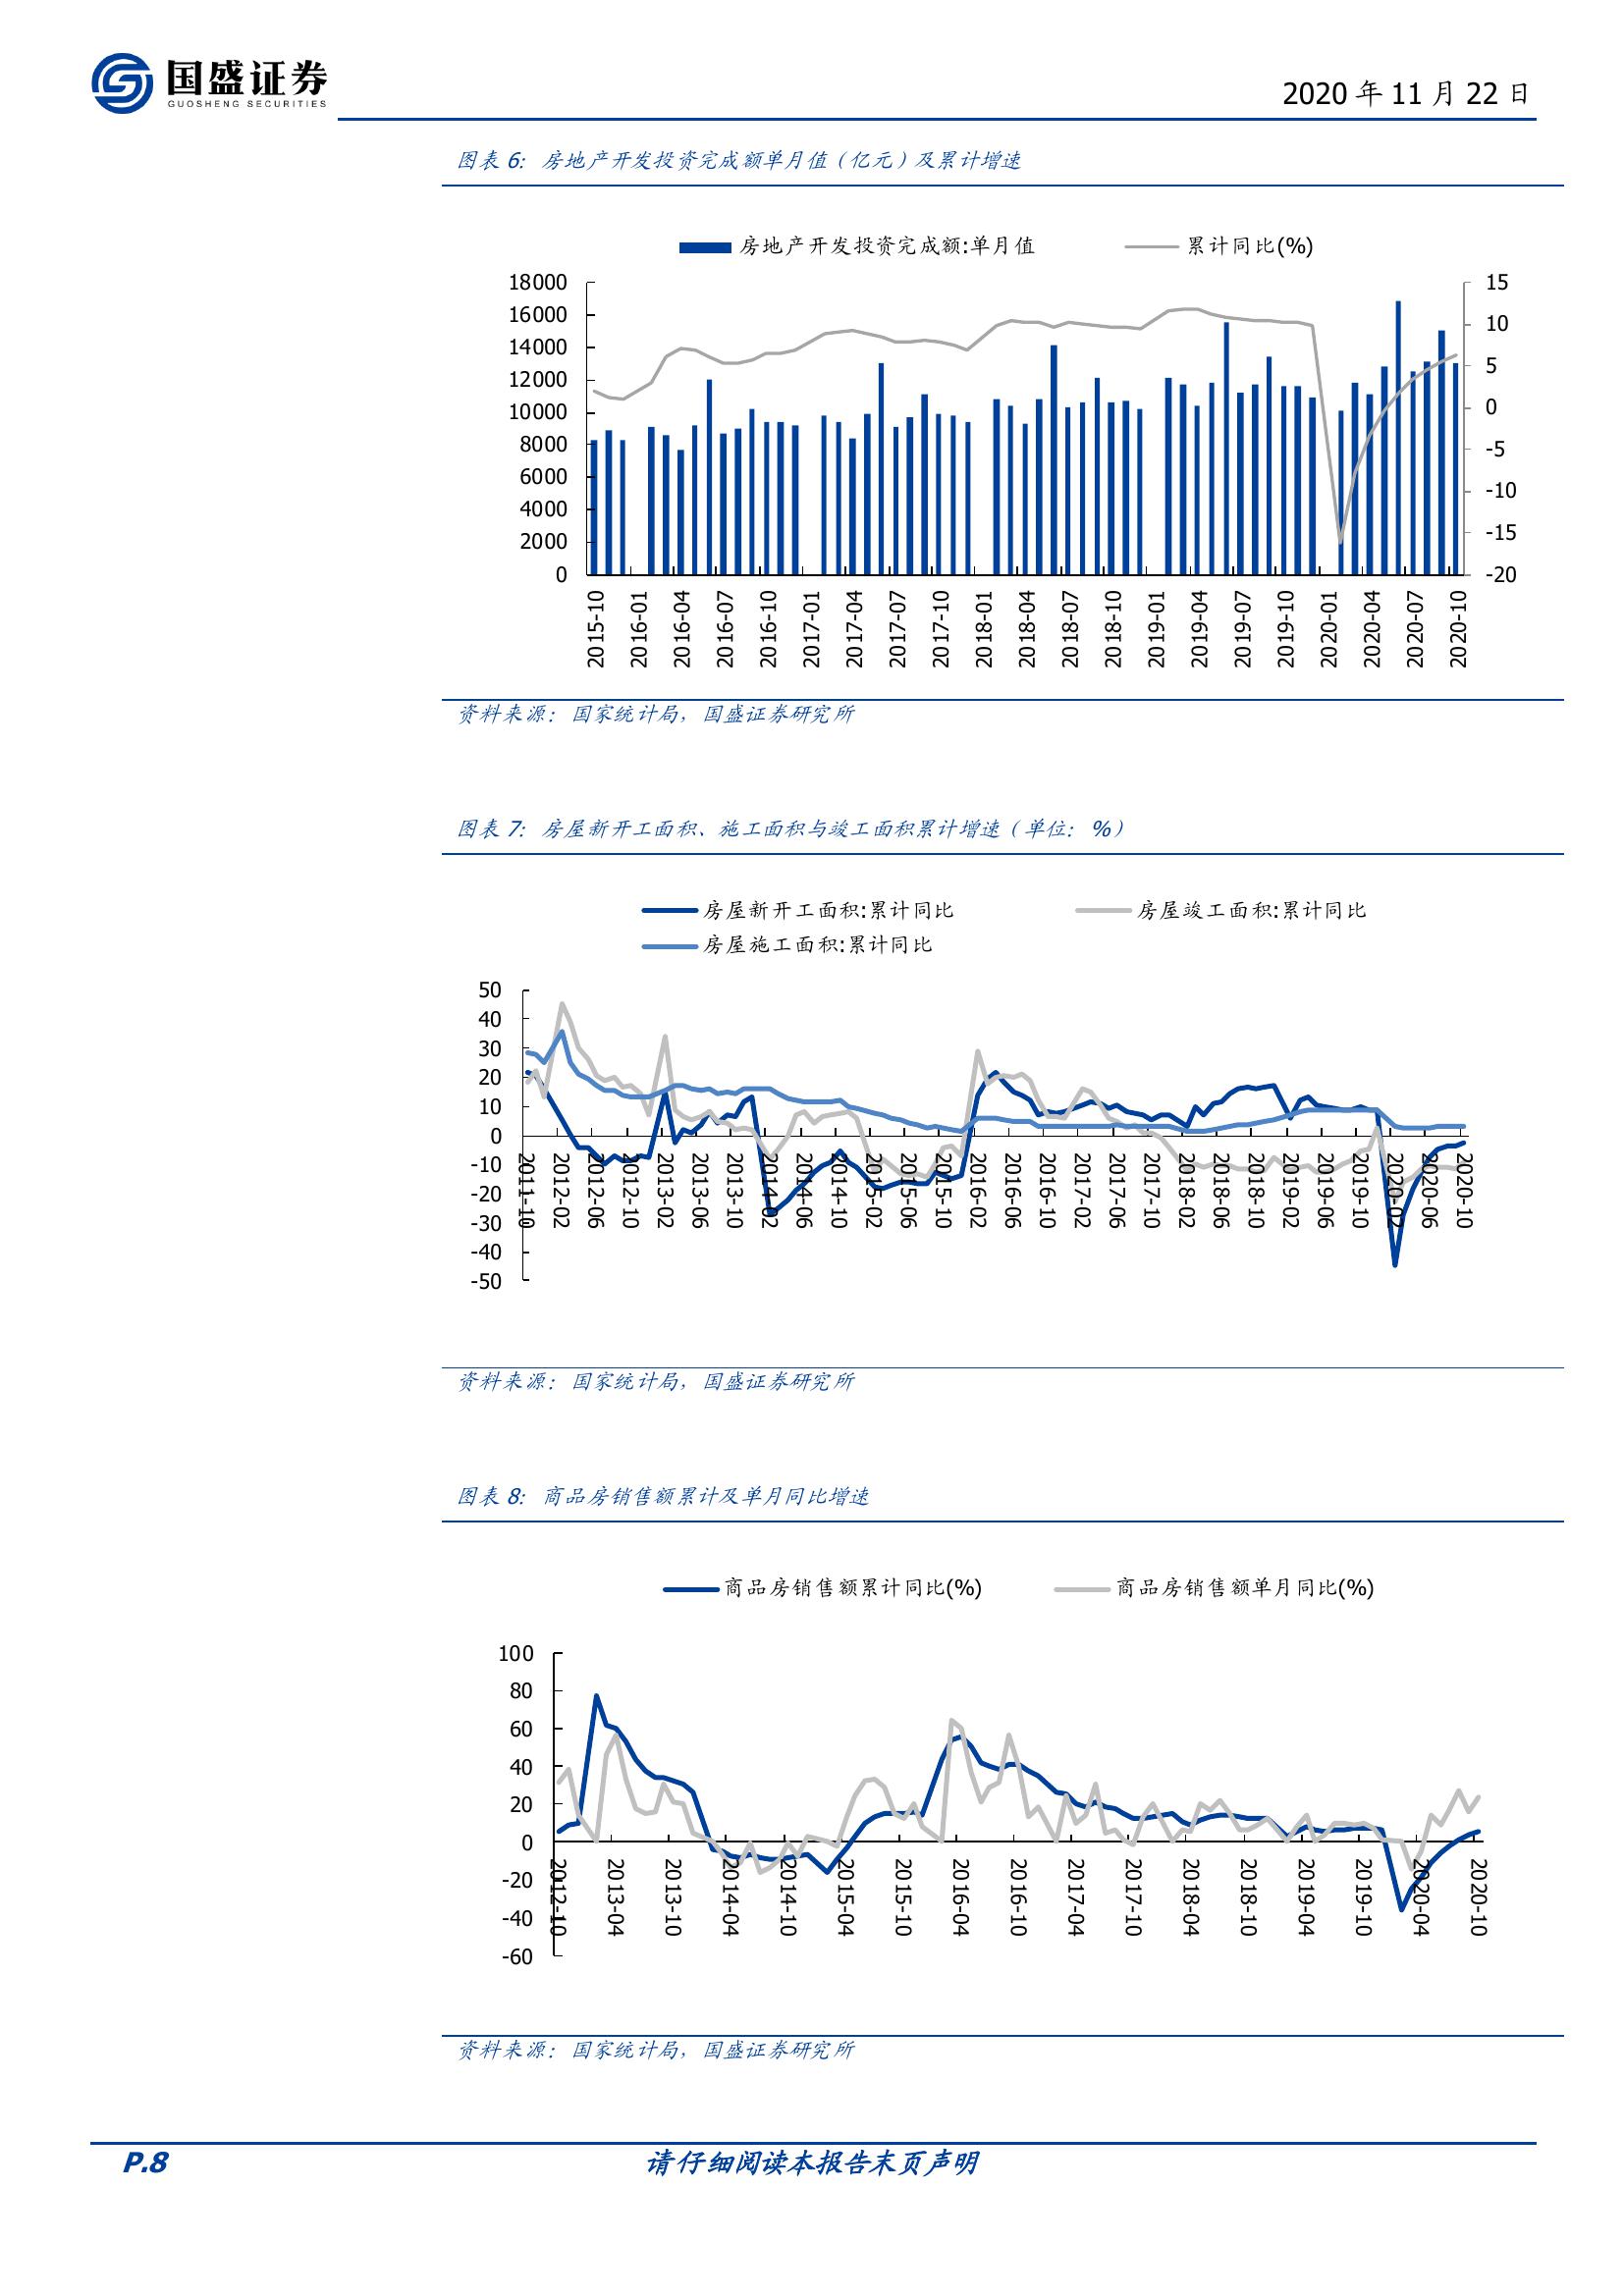 国盛证券
GUOSHENG SECURITIES
2020 年 11 月 22 日
图表 6: 房地产开发投资完成额单月值（亿元）及累计增速
房地产开发投资完成额:单月值 累计同比(%)
18000 15
16000 10
14000 5
12000 0
10000 -5
8000 -10
6000 -15
4000 -20
2000
0
2015-10 2016-01 2016-04 2016-07 2016-10 2017-01 2017-04 2017-07 2017-10 2018-01 2018-04 2018-07 2018-10 2019-01 2019-04 2019-07 2019-10 2020-01 2020-04 2020-07 2020-10
资料来源：国家统计局，国盛证券研究所
图表 7: 房屋新开工面积、施工面积与竣工面积累计增速（单位：%）
房屋新开工面积:累计同比 房屋竣工面积:累计同比
房屋施工面积:累计同比
50
40
30
20
10
0
-10
-20
-30
-40
-50
2011-10 2012-02 2012-06 2012-10 2013-02 2013-06 2013-10 2014-02 2014-06 2014-10 2015-02 2015-06 2015-10 2016-02 2016-06 2016-10 2017-02 2017-06 2017-10 2018-02 2018-06 2018-10 2019-02 2019-06 2019-10 2020-02 2020-06 2020-10
资料来源：国家统计局，国盛证券研究所
图表 8: 商品房销售额累计及单月同比增速
商品房销售额累计同比(%) 商品房销售额单月同比(%)
100
80
60
40
20
0
-20
-40
-60
2012-10 2013-04 2013-10 2014-04 2014-10 2015-04 2015-10 2016-04 2016-10 2017-04 2017-10 2018-04 2018-10 2019-04 2019-10 2020-04 2020-10
资料来源：国家统计局，国盛证券研究所
P.8 请仔细阅读本报告末页声明